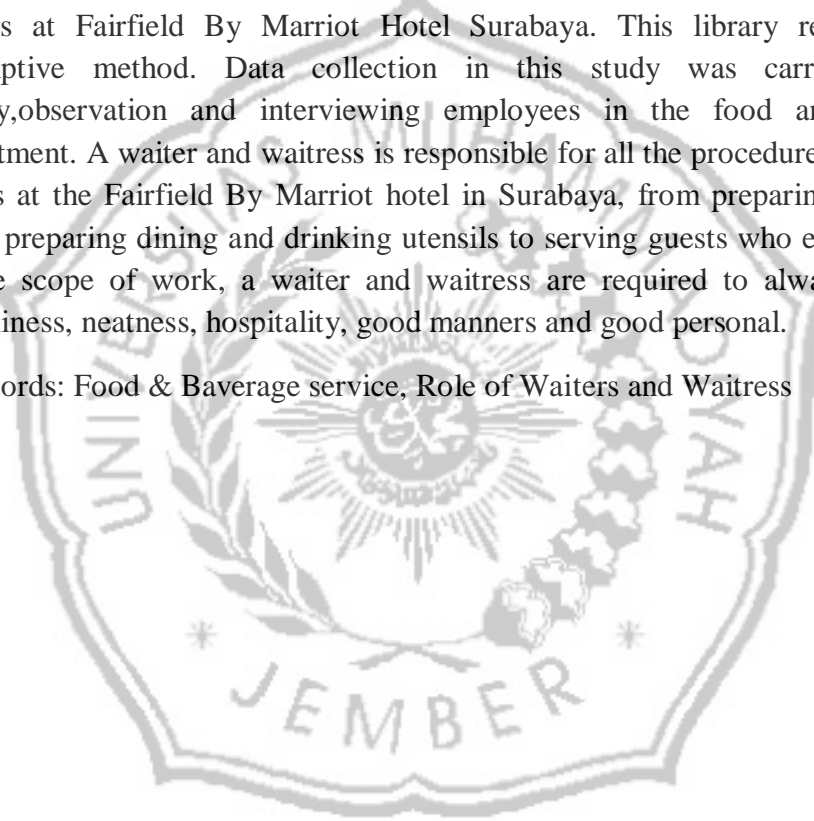 s at Fairfield By Marriot Hotel Surabaya. This library re
ptive method. Data collection in this study was carr
y,observation and interviewing employees in the food a
tment. A waiter and waitress is responsible for all the procedure
s at the Fairfield By Marriot hotel in Surabaya, from preparin
preparing dining and drinking utensils to serving guests who e
e scope of work, a waiter and waitress are required to alwa
liness, neatness, hospitality, good manners and good personal.
ords: Food & Baverage service, Role of Waiters and Waitress
UNIVERSITAS MUHAMMADIYAH
JEMBER